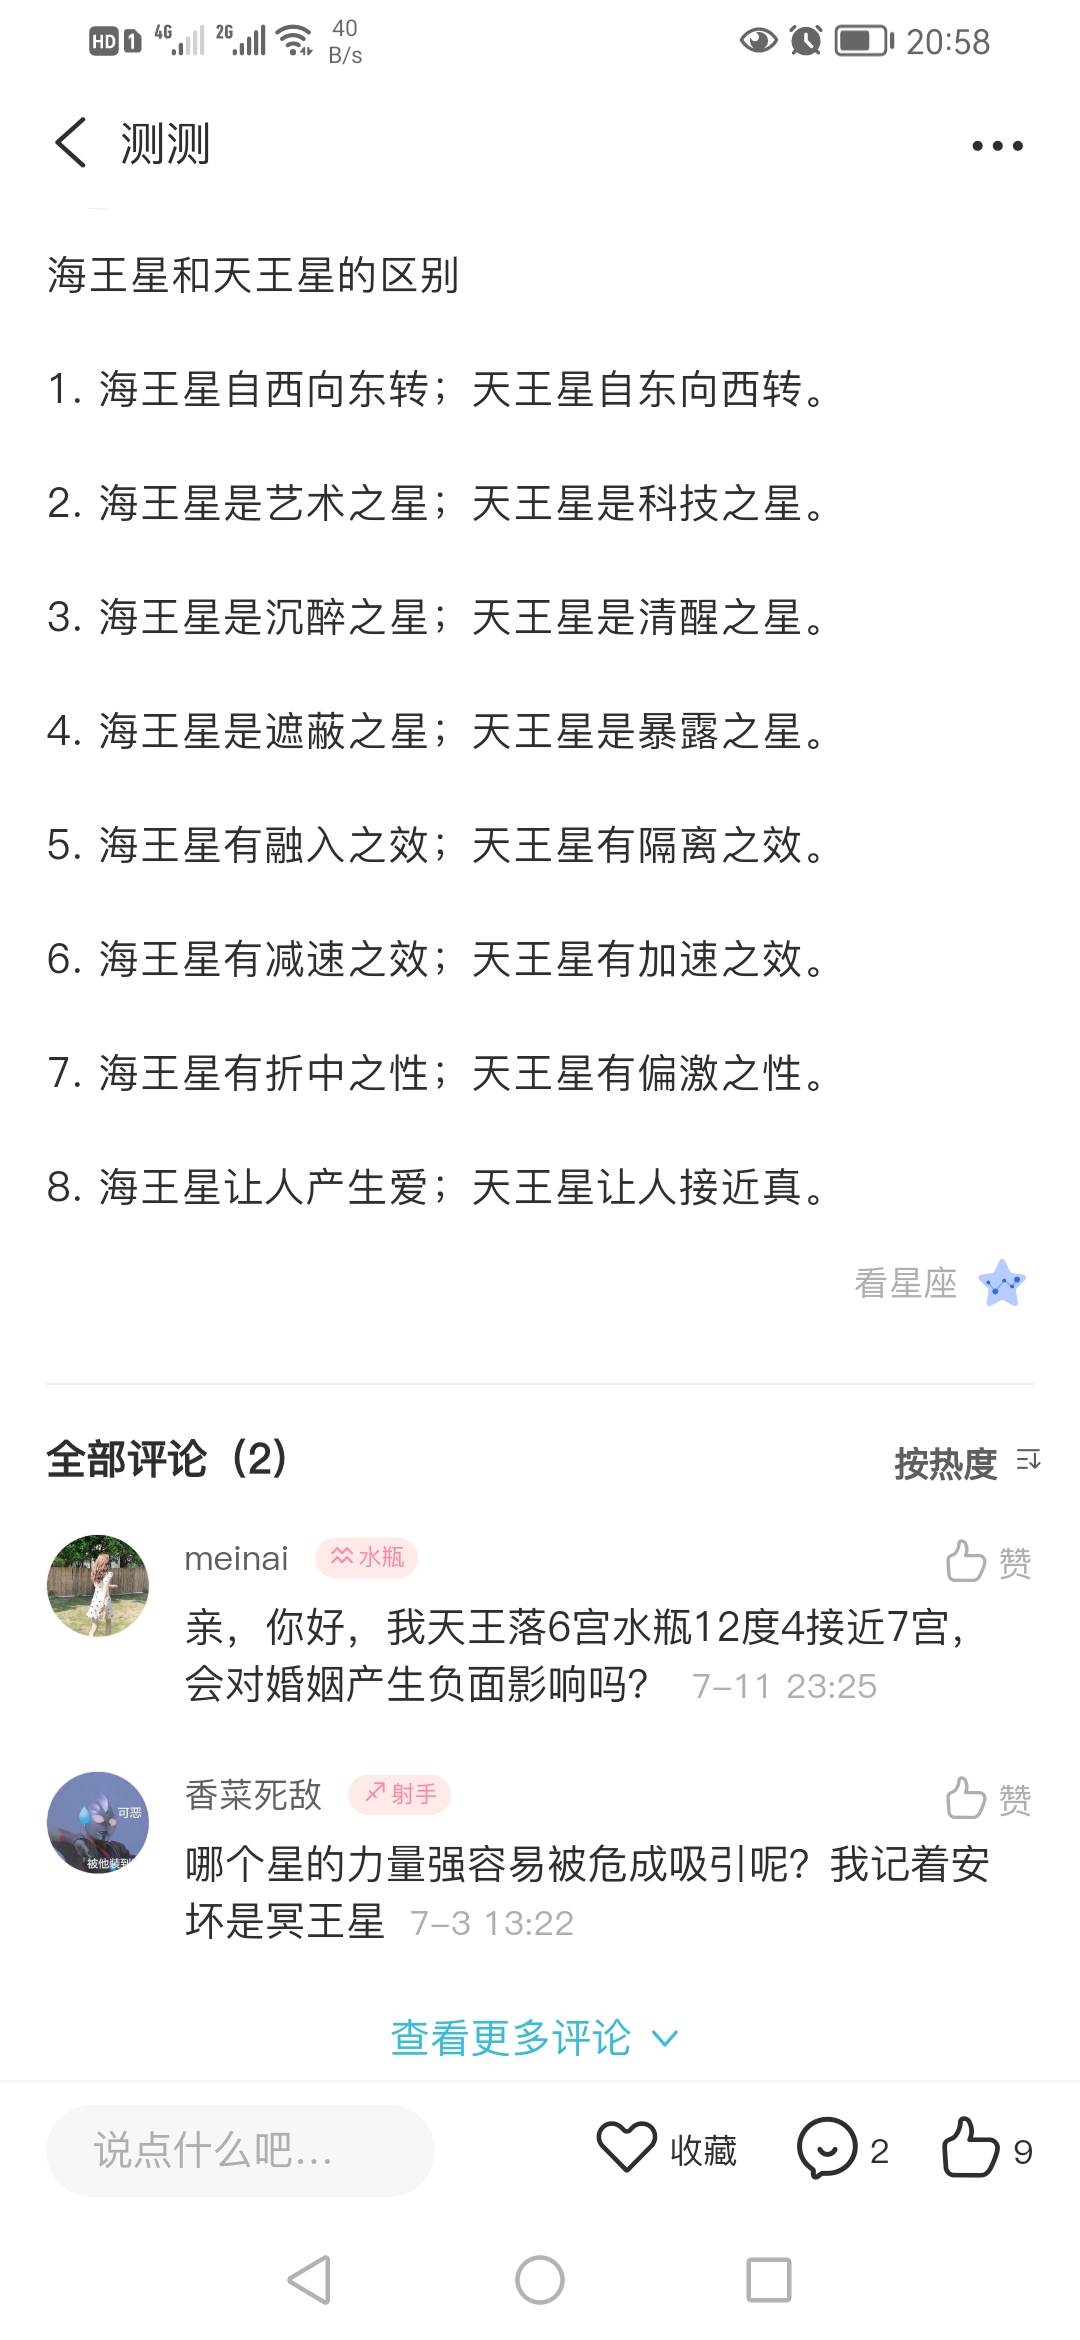 HD 1 4G 2G 40 B/s 20:58
测测
海王星和天王星的区别
1. 海王星自西向东转；天王星自东向西转。
2. 海王星是艺术之星；天王星是科技之星。
3. 海王星是沉醉之星；天王星是清醒之星。
4. 海王星是遮蔽之星；天王星是暴露之星。
5. 海王星有融入之效；天王星有隔离之效。
6. 海王星有减速之效；天王星有加速之效。
7. 海王星有折中之性；天王星有偏激之性。
8. 海王星让人产生爱；天王星让人接近真。
看星座
全部评论（2） 按热度
meinai 水瓶 赞
亲，你好，我天王落6宫水瓶12度4接近7宫，
会对婚姻产生负面影响吗？ 7-11 23:25
香菜死敌 射手 赞
可恶
被他装到
哪个星的力量强容易被危成吸引呢？我记着安
坏是冥王星 7-3 13:22
查看更多评论
说点什么吧... 收藏 2 9